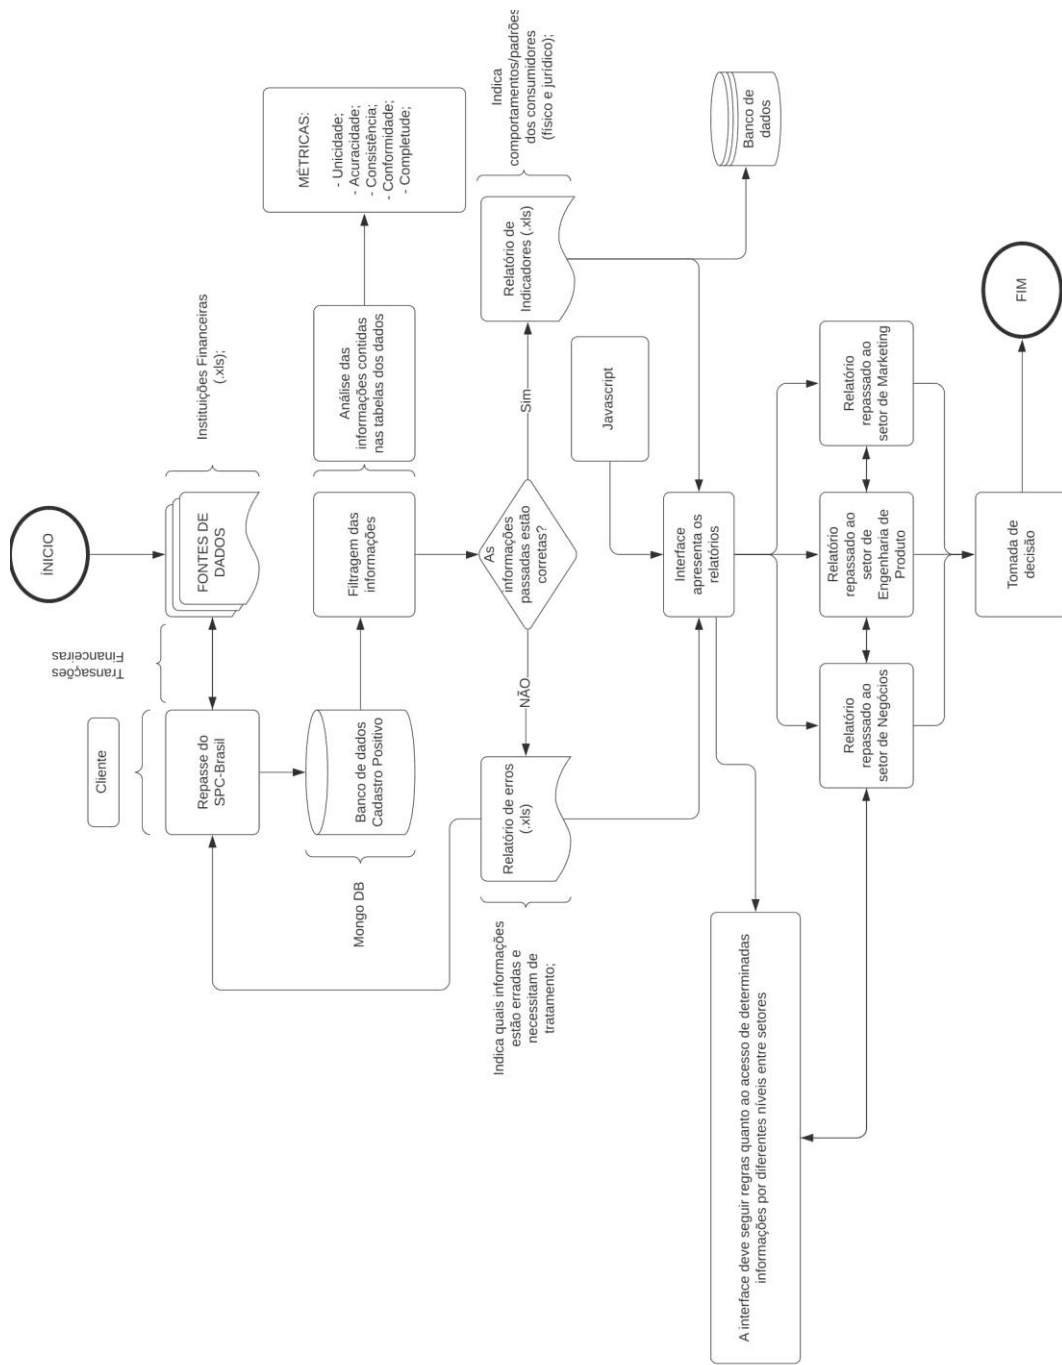 ÍNICIO
Cliente
Repasse do
SPC-Brasil
Transações
Financeiras
FONTES DE
DADOS
Instituições Financeiras
(.xls);
Mongo DB
Banco de dados
Cadastro Positivo
Filtragem das
informações
Análise das
informações contidas
nas tabelas dos dados
MÉTRICAS:
- Unicidade;
- Acuracidade;
- Consistência;
- Conformidade;
- Completude;
Indica quais informações
estão erradas e
necessitam de
tratamento;
Relatório de erros
(.xls)
NÃO
As
informações
passadas estão
corretas?
Sim
Relatório de
Indicadores (.xls)
Indica
comportamentos/padrões
dos consumidores
(físico e jurídico);
Javascript
Interface
apresenta os
relatórios
Banco de
dados
A interface deve seguir regras quanto ao acesso de determinadas
informações por diferentes níveis entre setores
Relatório
repassado ao
setor de Negócios
Relatório
repassado ao
setor de
Engenharia de
Produto
Relatório
repassado ao
setor de Marketing
Tomada de
decisão
FIM